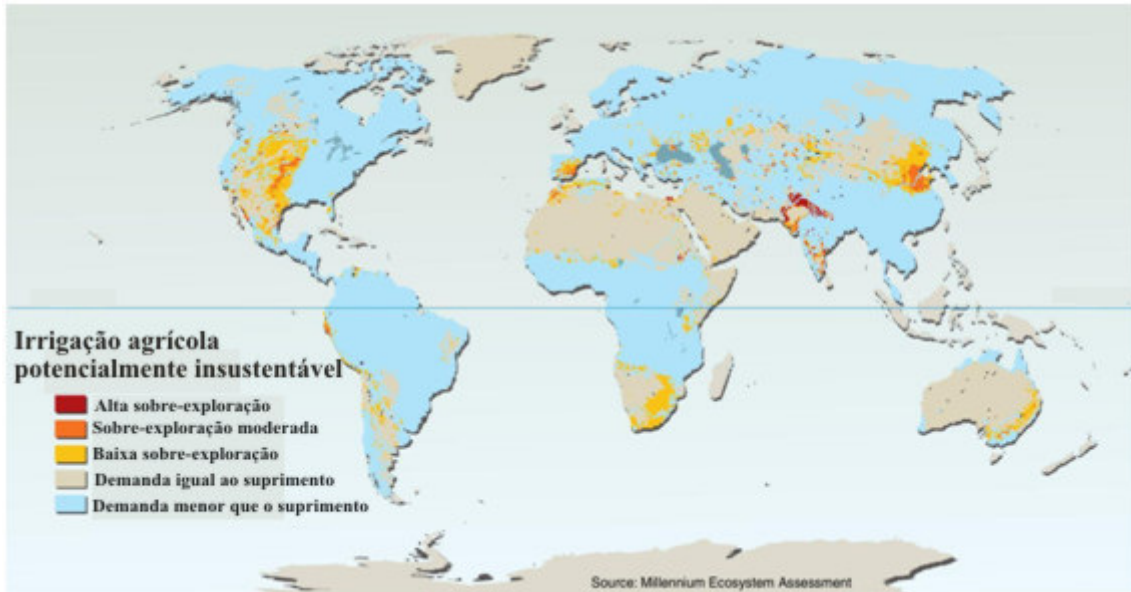 Irrigação agrícola
potencialmente insustentável
Alta sobre-exploração
Sobre-exploração moderada
Baixa sobre-exploração
Demanda igual ao suprimento
Demanda menor que o suprimento
Source: Millennium Ecosystem Assessment